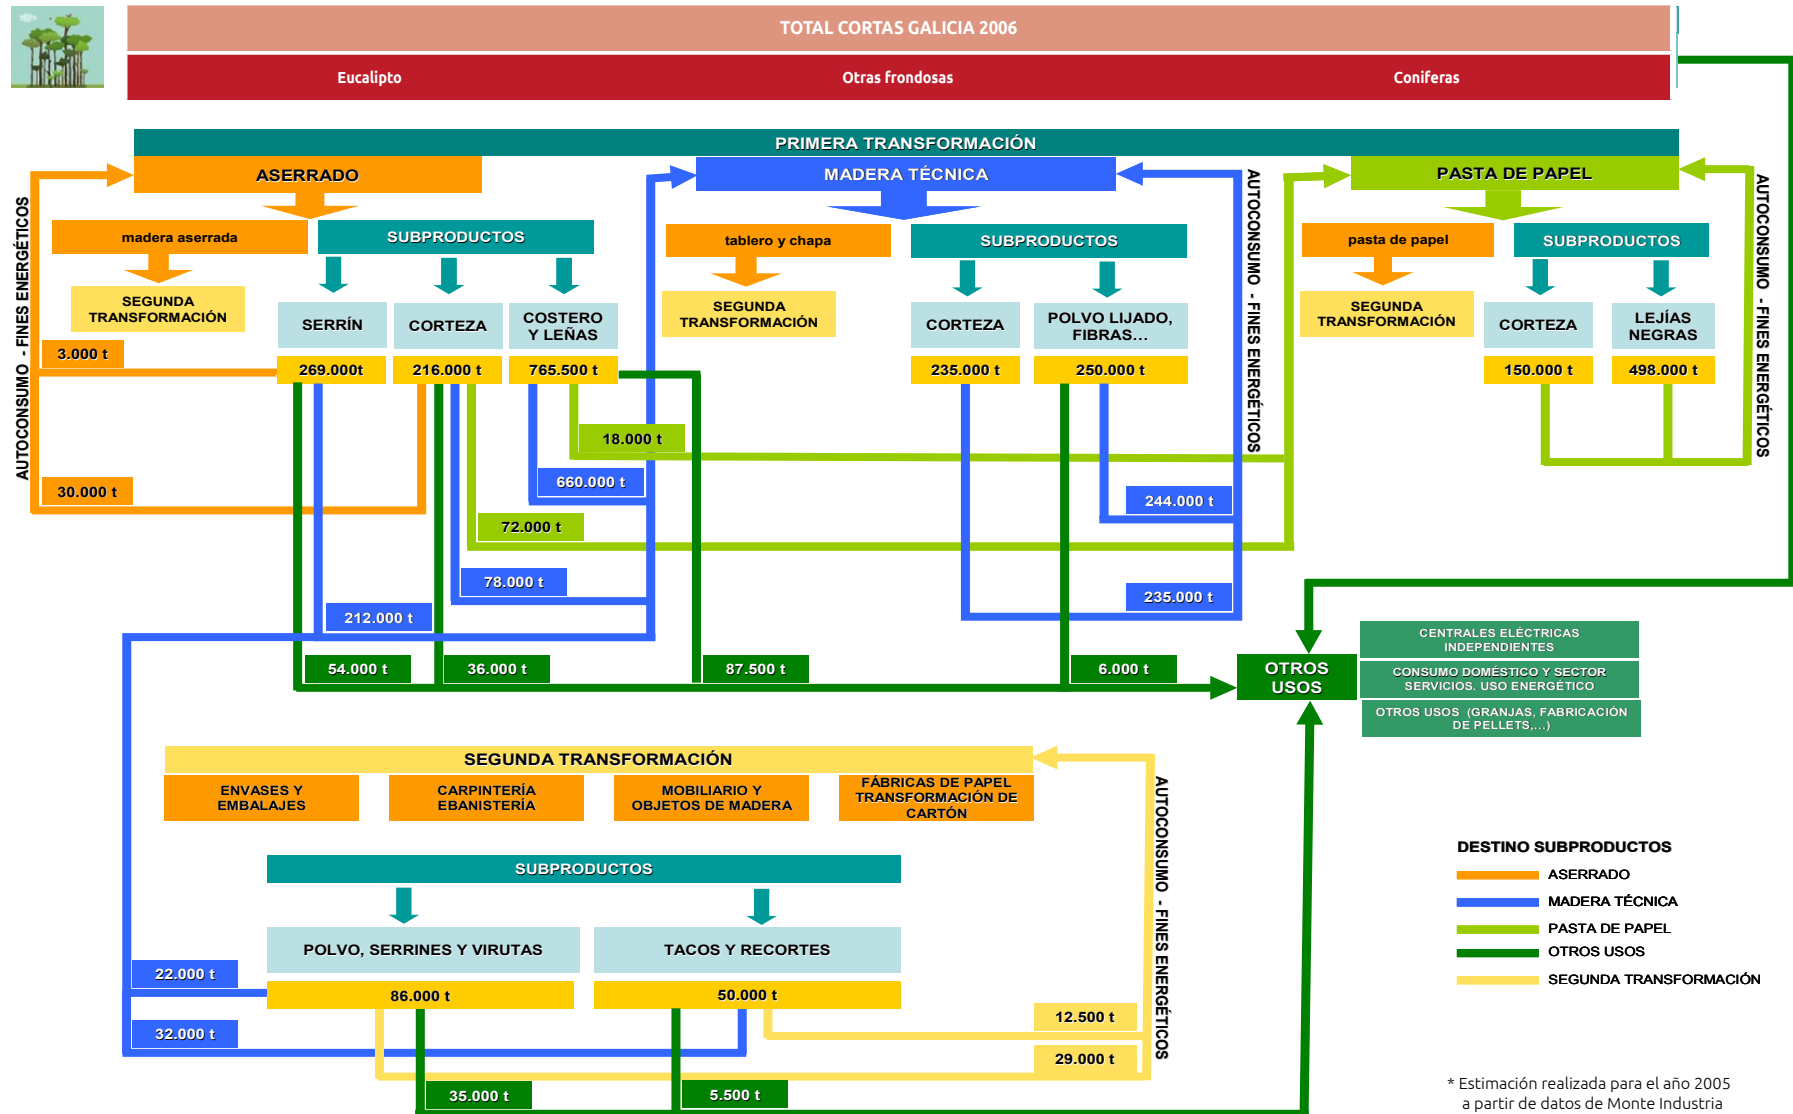 TOTAL CORTAS GALICIA 2006
Eucalipto
Otras frondosas
Coniferas
PRIMERA TRANSFORMACIÓN
ASERRADO
MADERA TÉCNICA
PASTA DE PAPEL
AUTOCONSUMO - FINES ENERGÉTICOS
AUTOCONSUMO - FINES ENERGÉTICOS
AUTOCONSUMO - FINES ENERGÉTICOS
madera aserrada
SUBPRODUCTOS
tablero y chapa
SUBPRODUCTOS
pasta de papel
SUBPRODUCTOS
SEGUNDA
TRANSFORMACIÓN
SERRÍN
CORTEZA
COSTERO
Y LEÑAS
SEGUNDA
TRANSFORMACIÓN
CORTEZA
POLVO LIJADO,
FIBRAS...
SEGUNDA
TRANSFORMACIÓN
CORTEZA
LEJÍAS
NEGRAS
3.000 t
269.000t
216.000 t
765.500 t
235.000 t
250.000 t
150.000 t
498.000 t
18.000 t
30.000 t
660.000 t
244.000 t
72.000 t
78.000 t
235.000 t
212.000 t
54.000 t
36.000 t
87.500 t
6.000 t
OTROS
USOS
CENTRALES ELÉCTRICAS
INDEPENDIENTES
CONSUMO DOMÉSTICO Y SECTOR
SERVICIOS. USO ENERGÉTICO
OTROS USOS (GRANJAS, FABRICACIÓN
DE PELLETS,...)
SEGUNDA TRANSFORMACIÓN
ENVASES Y
EMBALAJES
CARPINTERÍA
EBANISTERÍA
MOBILIARIO Y
OBJETOS DE MADERA
FÁBRICAS DE PAPEL
TRANSFORMACIÓN DE
CARTÓN
AUTOCONSUMO - FINES ENERGÉTICOS
SUBPRODUCTOS
POLVO, SERRINES Y VIRUTAS
TACOS Y RECORTES
22.000 t
86.000 t
50.000 t
32.000 t
12.500 t
29.000 t
35.000 t
5.500 t
DESTINO SUBPRODUCTOS
ASERRADO
MADERA TÉCNICA
PASTA DE PAPEL
OTROS USOS
SEGUNDA TRANSFORMACIÓN
* Estimación realizada para el año 2005
a partir de datos de Monte Industria